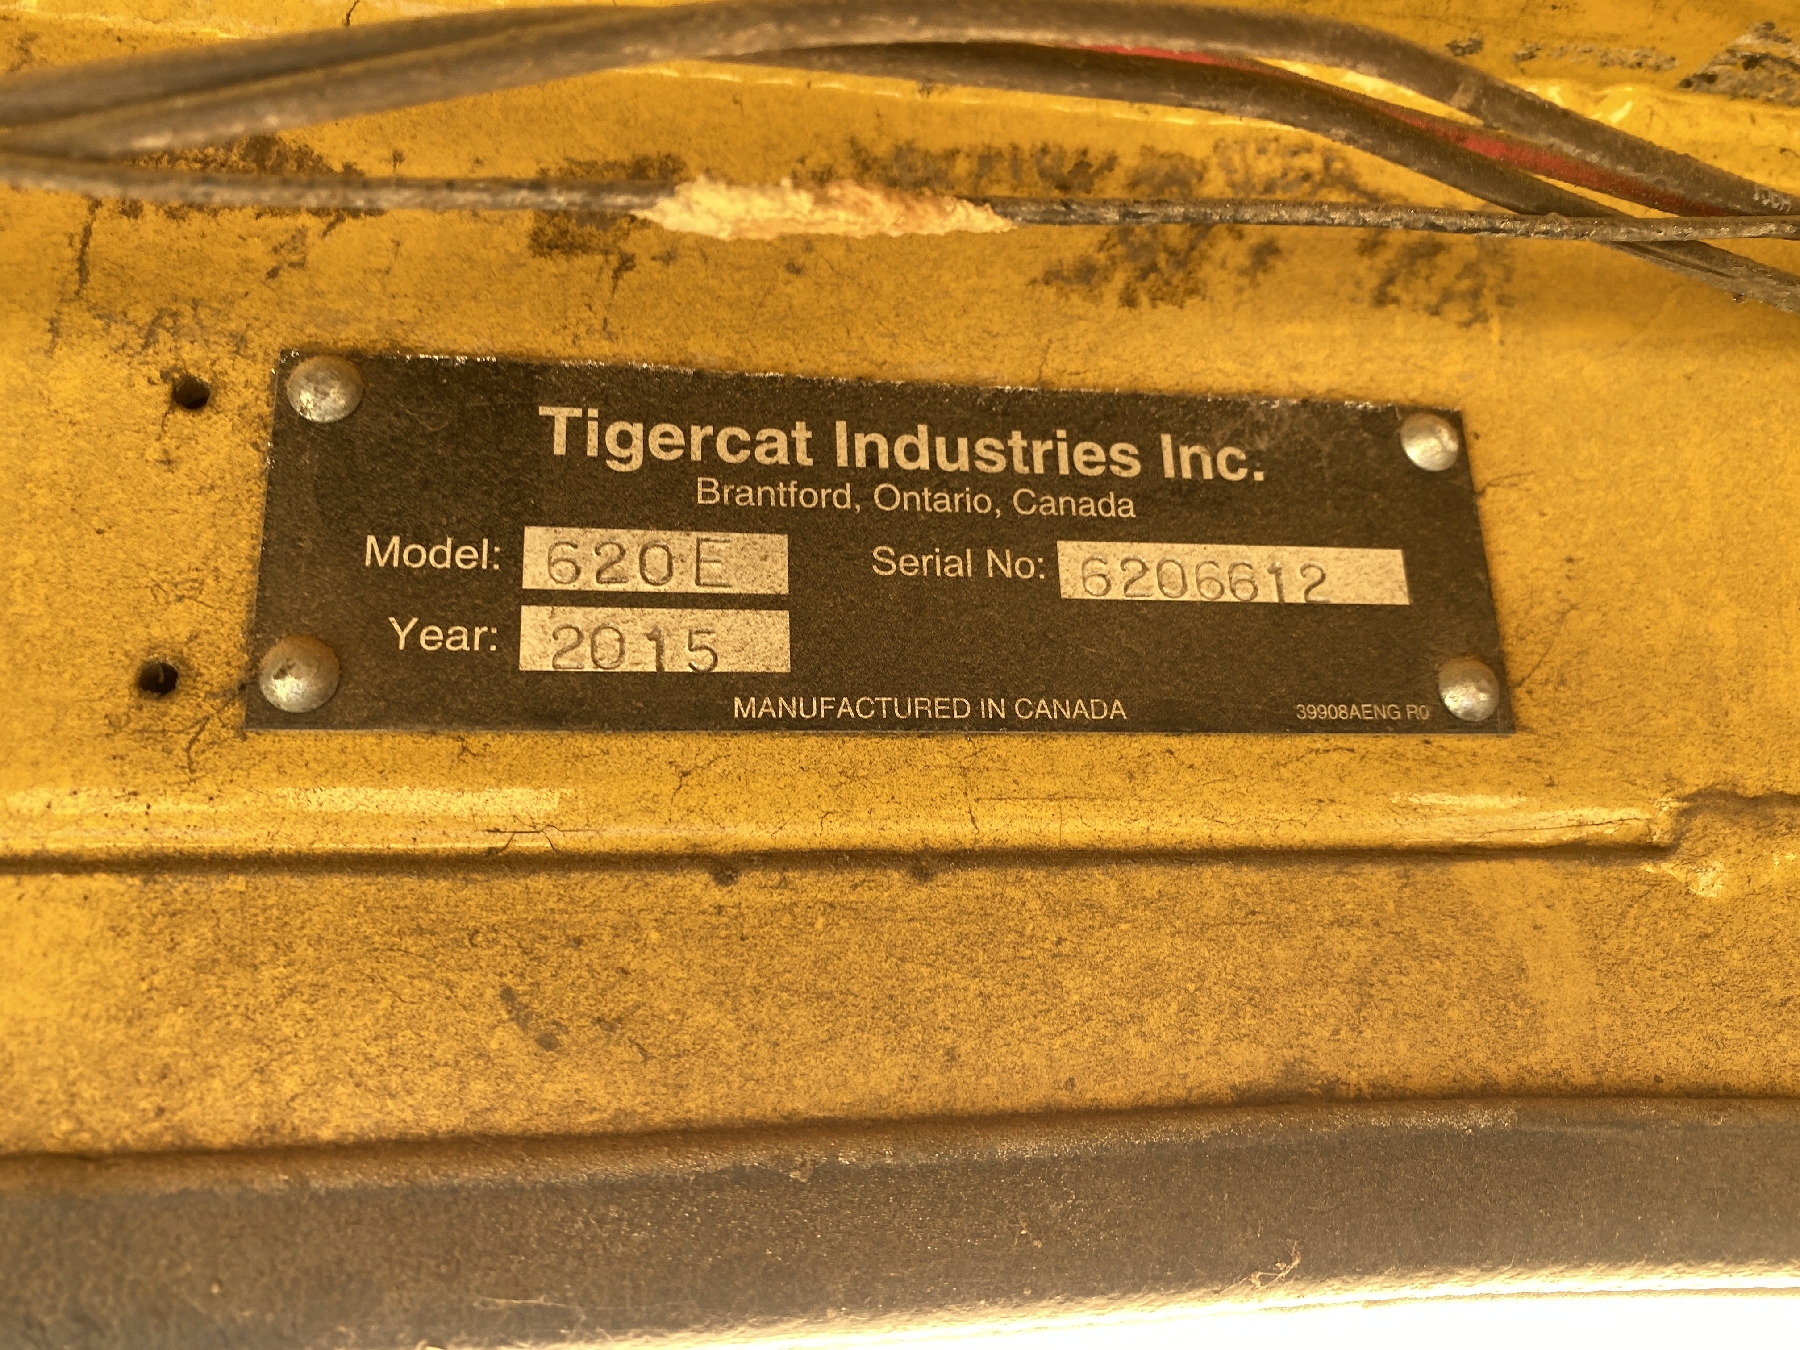 Tigercat Industries Inc.
Brantford, Ontario, Canada
Model: 620E Serial No: 6206612
Year: 2015
MANUFACTURED IN CANADA 39908AENG R0